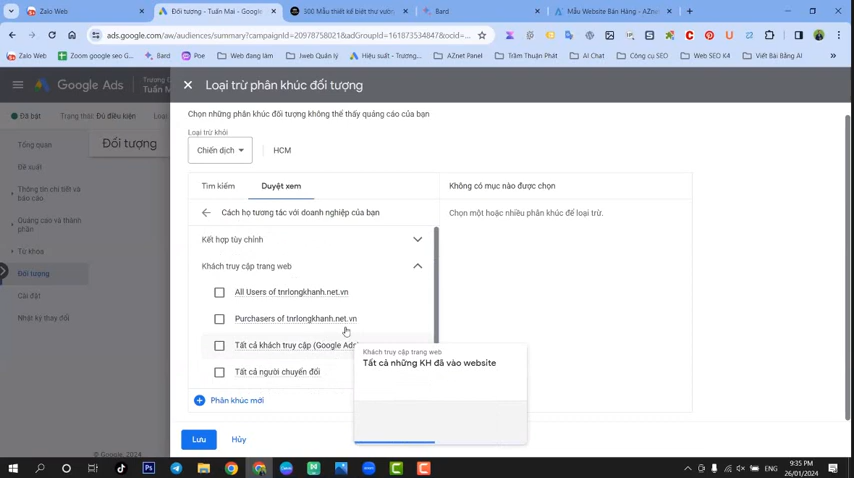 Zalo Web
Đối tượng - Tuấn Mai - Google
300 Mẫu thiết kế biệt thự vườn
Bard
Mẫu Website Bán Hàng - AZnet
ads.google.com/aw/audiences/summary?campaignId=20978758021&adGroupId=161873534847&ocid=...
Zalo Web
Zoom google seo G...
Bard
Poe
Web đang làm
Jweb Quản lý
Hiệu suất - Trương...
AZnet Panel
Trầm Thuận Phát
AI Chat
Công cụ SEO
Web SEO K4
Viết Bài Bằng AI
Google Ads
Trương C
Tuấn Mai
Loại trừ phân khúc đối tượng
Đã bật
Trạng thái: Đủ điều kiện
Loại
Chọn những phân khúc đối tượng không thể thấy quảng cáo của bạn
Loại trừ khỏi
Chiến dịch
HCM
Tổng quan
Đề xuất
Thông tin chi tiết và báo cáo
Quảng cáo và thành phần
Từ khóa
Đối tượng
Cài đặt
Nhật ký thay đổi
Đối tượng
Tìm kiếm
Duyệt xem
Không có mục nào được chọn
Cách họ tương tác với doanh nghiệp của bạn
Chọn một hoặc nhiều phân khúc để loại trừ.
Kết hợp tùy chỉnh
Khách truy cập trang web
All Users of tnrlongkhanh.net.vn
Purchasers of tnrlongkhanh.net.vn
Tất cả khách truy cập (Google Ads)
Khách truy cập trang web
Tất cả những KH đã vào website
Tất cả người chuyển đổi
Phân khúc mới
Lưu
Hủy
© Google, 2024
ENG
9:35 PM
26/01/2024